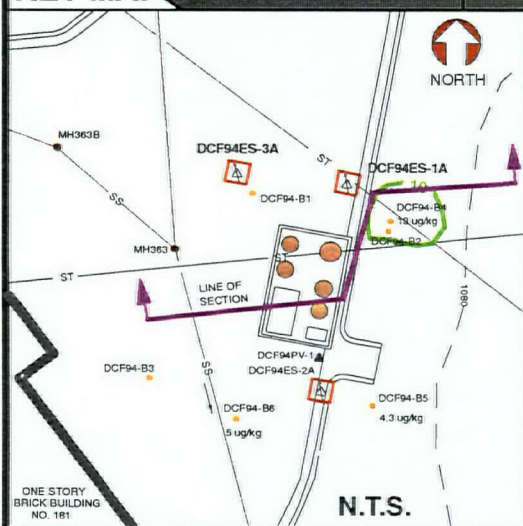 NORTH
MH363B
DCF94ES-3A
ST
DCF94ES-1A
DCF94-B1
10
DCF94-B4
13 ug/kg
DCF94-B2
SS
MH363
ST
ST
LINE OF
SECTION
1080
DCF94PV-1
DCF94ES-2A
DCF94-B3
SS
DCF94-B6
5 ug/kg
DCF94-B5
4.3 ug/kg
ONE STORY
BRICK BUILDING
NO. 181
N.T.S.